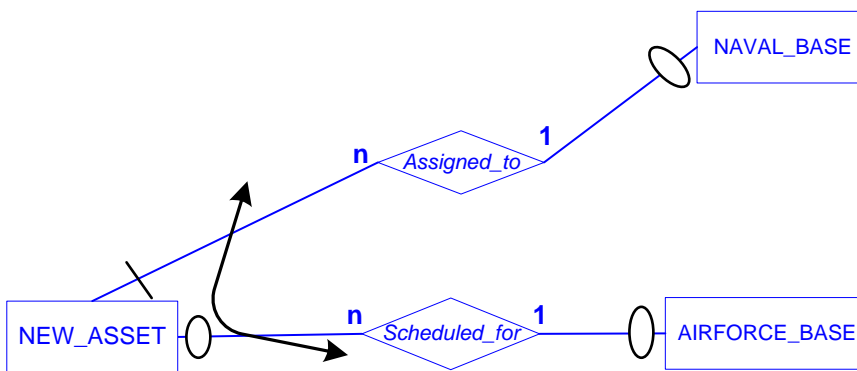 NAVAL_BASE
1
n
Assigned_to
NEW_ASSET
n
Scheduled_for
1
AIRFORCE_BASE